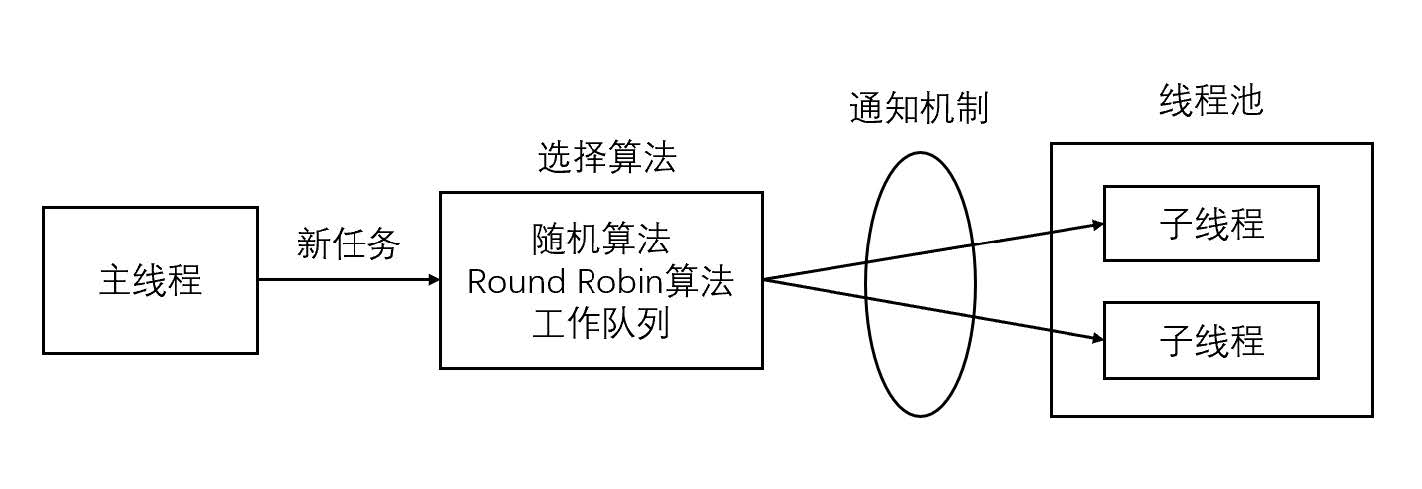 主线程
新任务
选择算法
随机算法
Round Robin算法
工作队列
通知机制
线程池
子线程
子线程